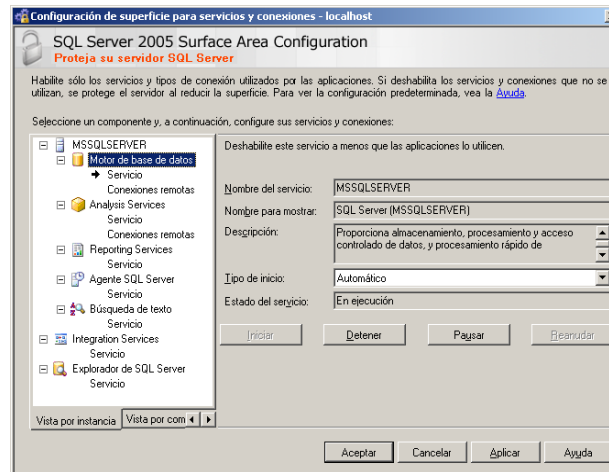 Configuración de superficie para servicios y conexiones - localhost
SQL Server 2005 Surface Area Configuration
Proteja su servidor SQL Server
Habilite sólo los servicios y tipos de conexión utilizados por las aplicaciones. Si deshabilita los servicios y conexiones que no se
utilizan, se protege el servidor al reducir la superficie. Para ver la configuración predeterminada, vea la Ayuda.
Seleccione un componente y, a continuación, configure sus servicios y conexiones:
MSSQLSERVER
Motor de base de datos
Servicio
Conexiones remotas
Analysis Services
Servicio
Conexiones remotas
Reporting Services
Servicio
Agente SQL Server
Servicio
Búsqueda de texto
Servicio
Integration Services
Servicio
Explorador de SQL Server
Servicio
Vista por instancia
Vista por com
Deshabilite este servicio a menos que las aplicaciones lo utilicen.
Nombre del servicio: MSSQLSERVER
Nombre para mostrar: SQL Server (MSSQLSERVER)
Descripción: Proporciona almacenamiento, procesamiento y acceso
controlado de datos, y procesamiento rápido de
Tipo de inicio: Automático
Estado del servicio: En ejecución
Iniciar
Detener
Pausar
Reanudar
Aceptar
Cancelar
Aplicar
Ayuda